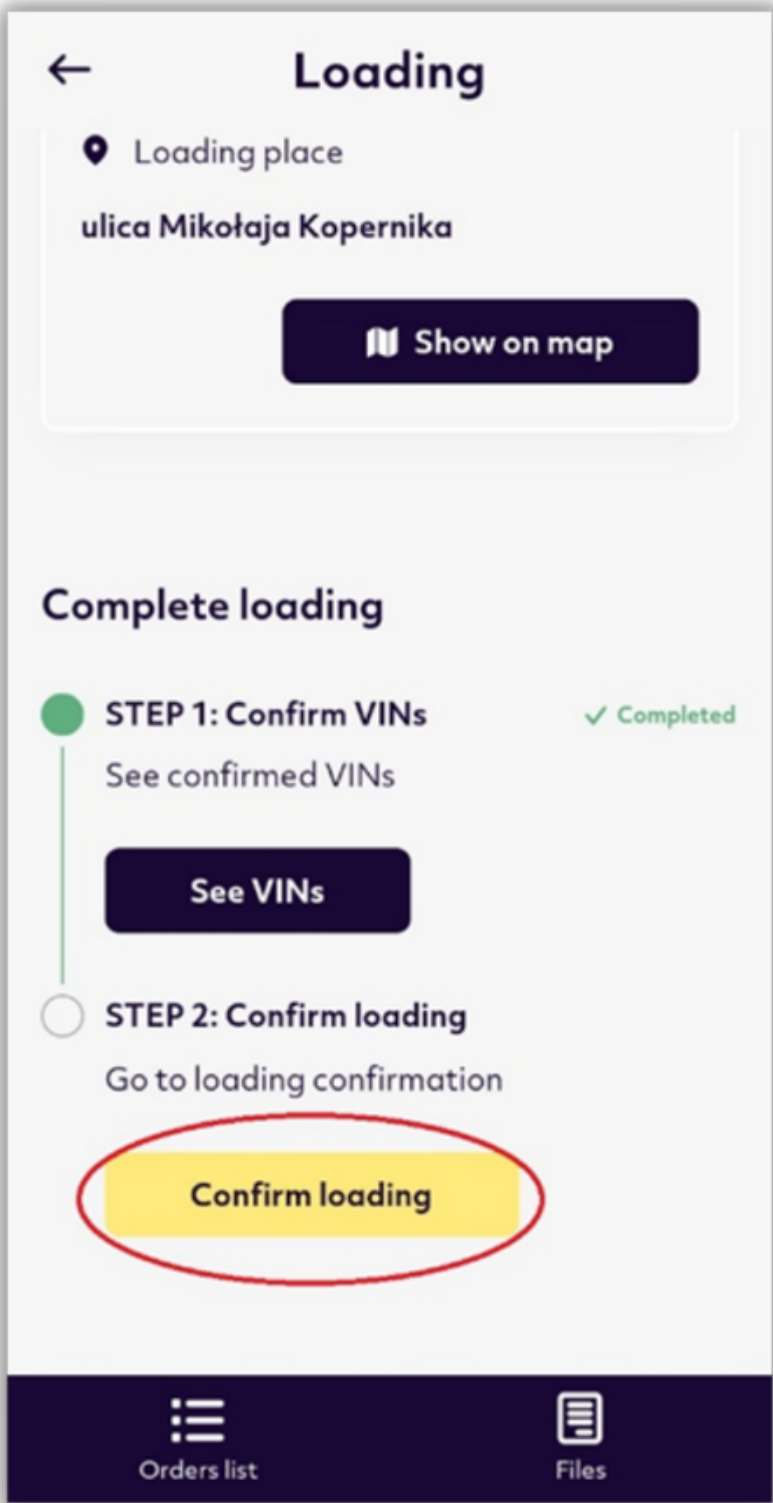 Loading
Loading place
ulica Mikołaja Kopernika
Show on map
Complete loading
STEP 1: Confirm VINs
Completed
See confirmed VINs
See VINs
STEP 2: Confirm loading
Go to loading confirmation
Confirm loading
Orders list
Files